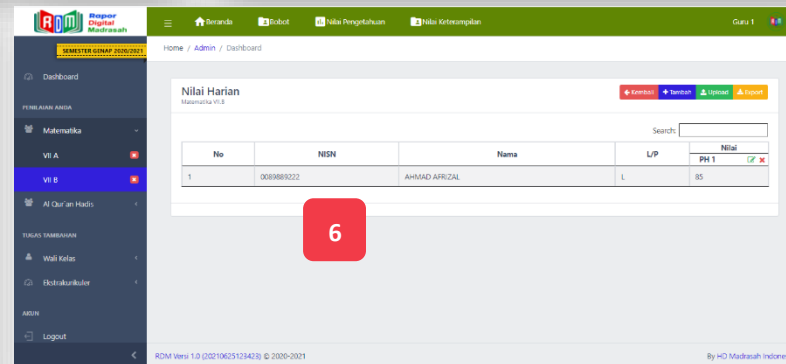 RDM Rapor Digital Madrasah
Beranda Bobot Nilai Pengetahuan Nilai Keterampilan Guru 1
SEMESTER GENAP 2020/2021
Home / Admin / Dashboard
Dashboard
PENILAIAN ANDA
Matematika
VII A
VII B
Al Qur'an Hadis
TUGAS TAMBAHAN
Wali Kelas
Ekstrakurikuler
AKUN
Logout
Nilai Harian
Matematika VII.B
Kembali Tambah Upload Export
Search:
No NISN Nama L/P Nilai
PH 1
1 0089889222 AHMAD AFRIZAL L 85
6
RDM Versi 1.0 (20210625123423) © 2020-2021
By HD Madrasah Indone